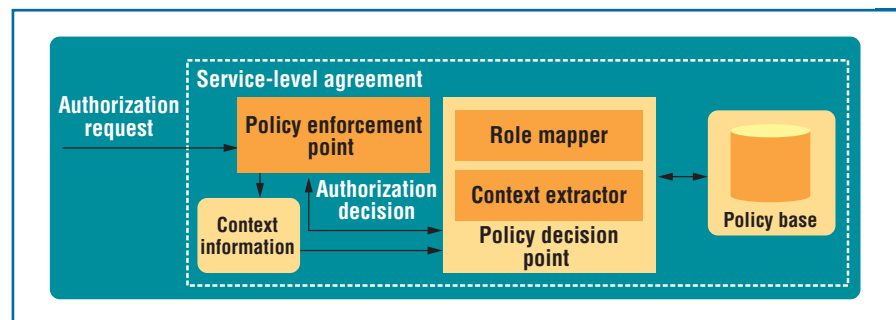 Service-level agreement
Authorization
request
Policy enforcement
point
Role mapper
Context extractor
Authorization
decision
Context
information
Policy decision
point
Policy base